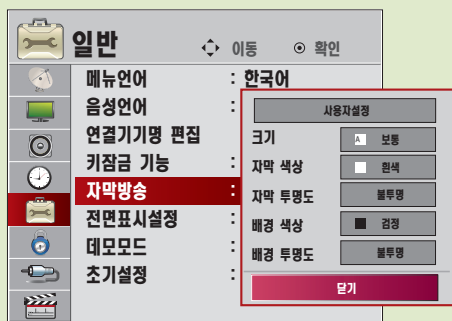 일반 이동 확인
메뉴언어 : 한국어
음성언어 :
연결기기명 편집
키잠금 기능 :
자막방송 :
전면표시설정 :
데모모드 :
초기설정 :
사용자설정
크기 A 보통
자막 색상 흰색
자막 투명도 불투명
배경 색상 검정
배경 투명도 불투명
닫기